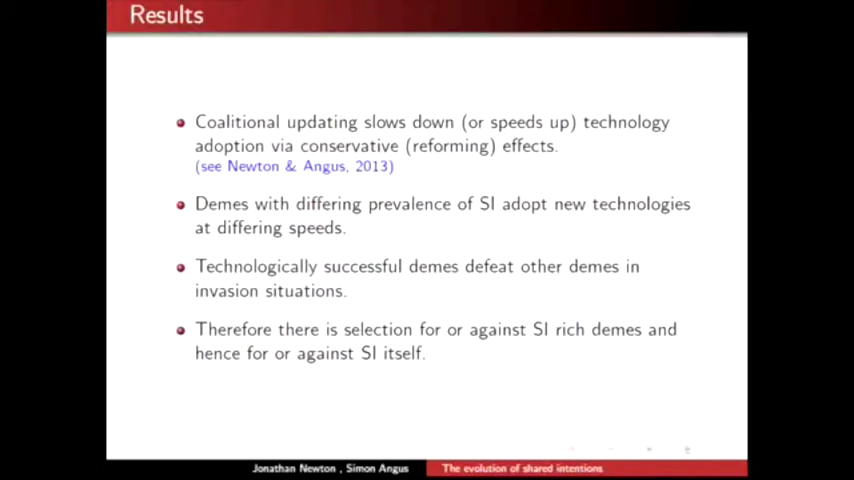 Results
Coalitional updating slows down (or speeds up) technology
adoption via conservative (reforming) effects.
(see Newton & Angus, 2013)
Demes with differing prevalence of SI adopt new technologies
at differing speeds.
Technologically successful demes defeat other demes in
invasion situations.
Therefore there is selection for or against SI rich demes and
hence for or against SI itself.
Jonathan Newton , Simon Angus
The evolution of shared intentions